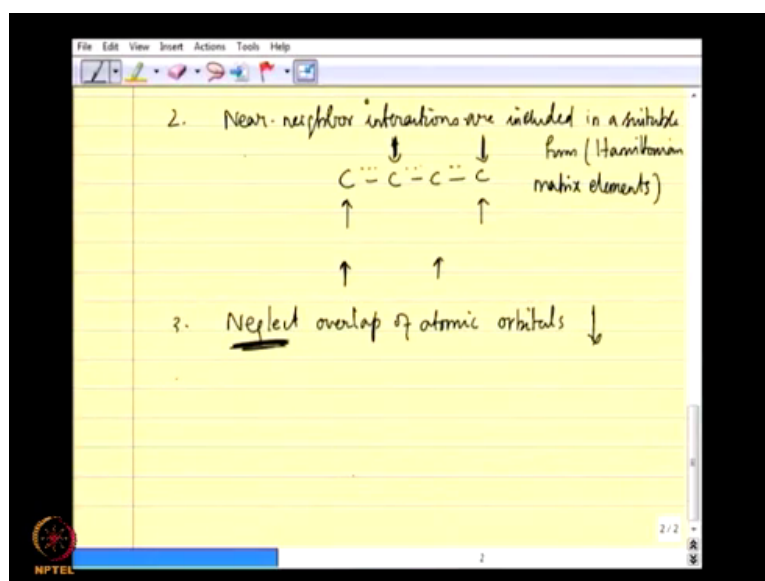 File Edit View Insert Actions Tools Help
2. Near-neighbor interactions are included in a suitable
form (Hamiltonian
C C C C matrix elements)
3. Neglect overlap of atomic orbitals
2/2
2
NPTEL